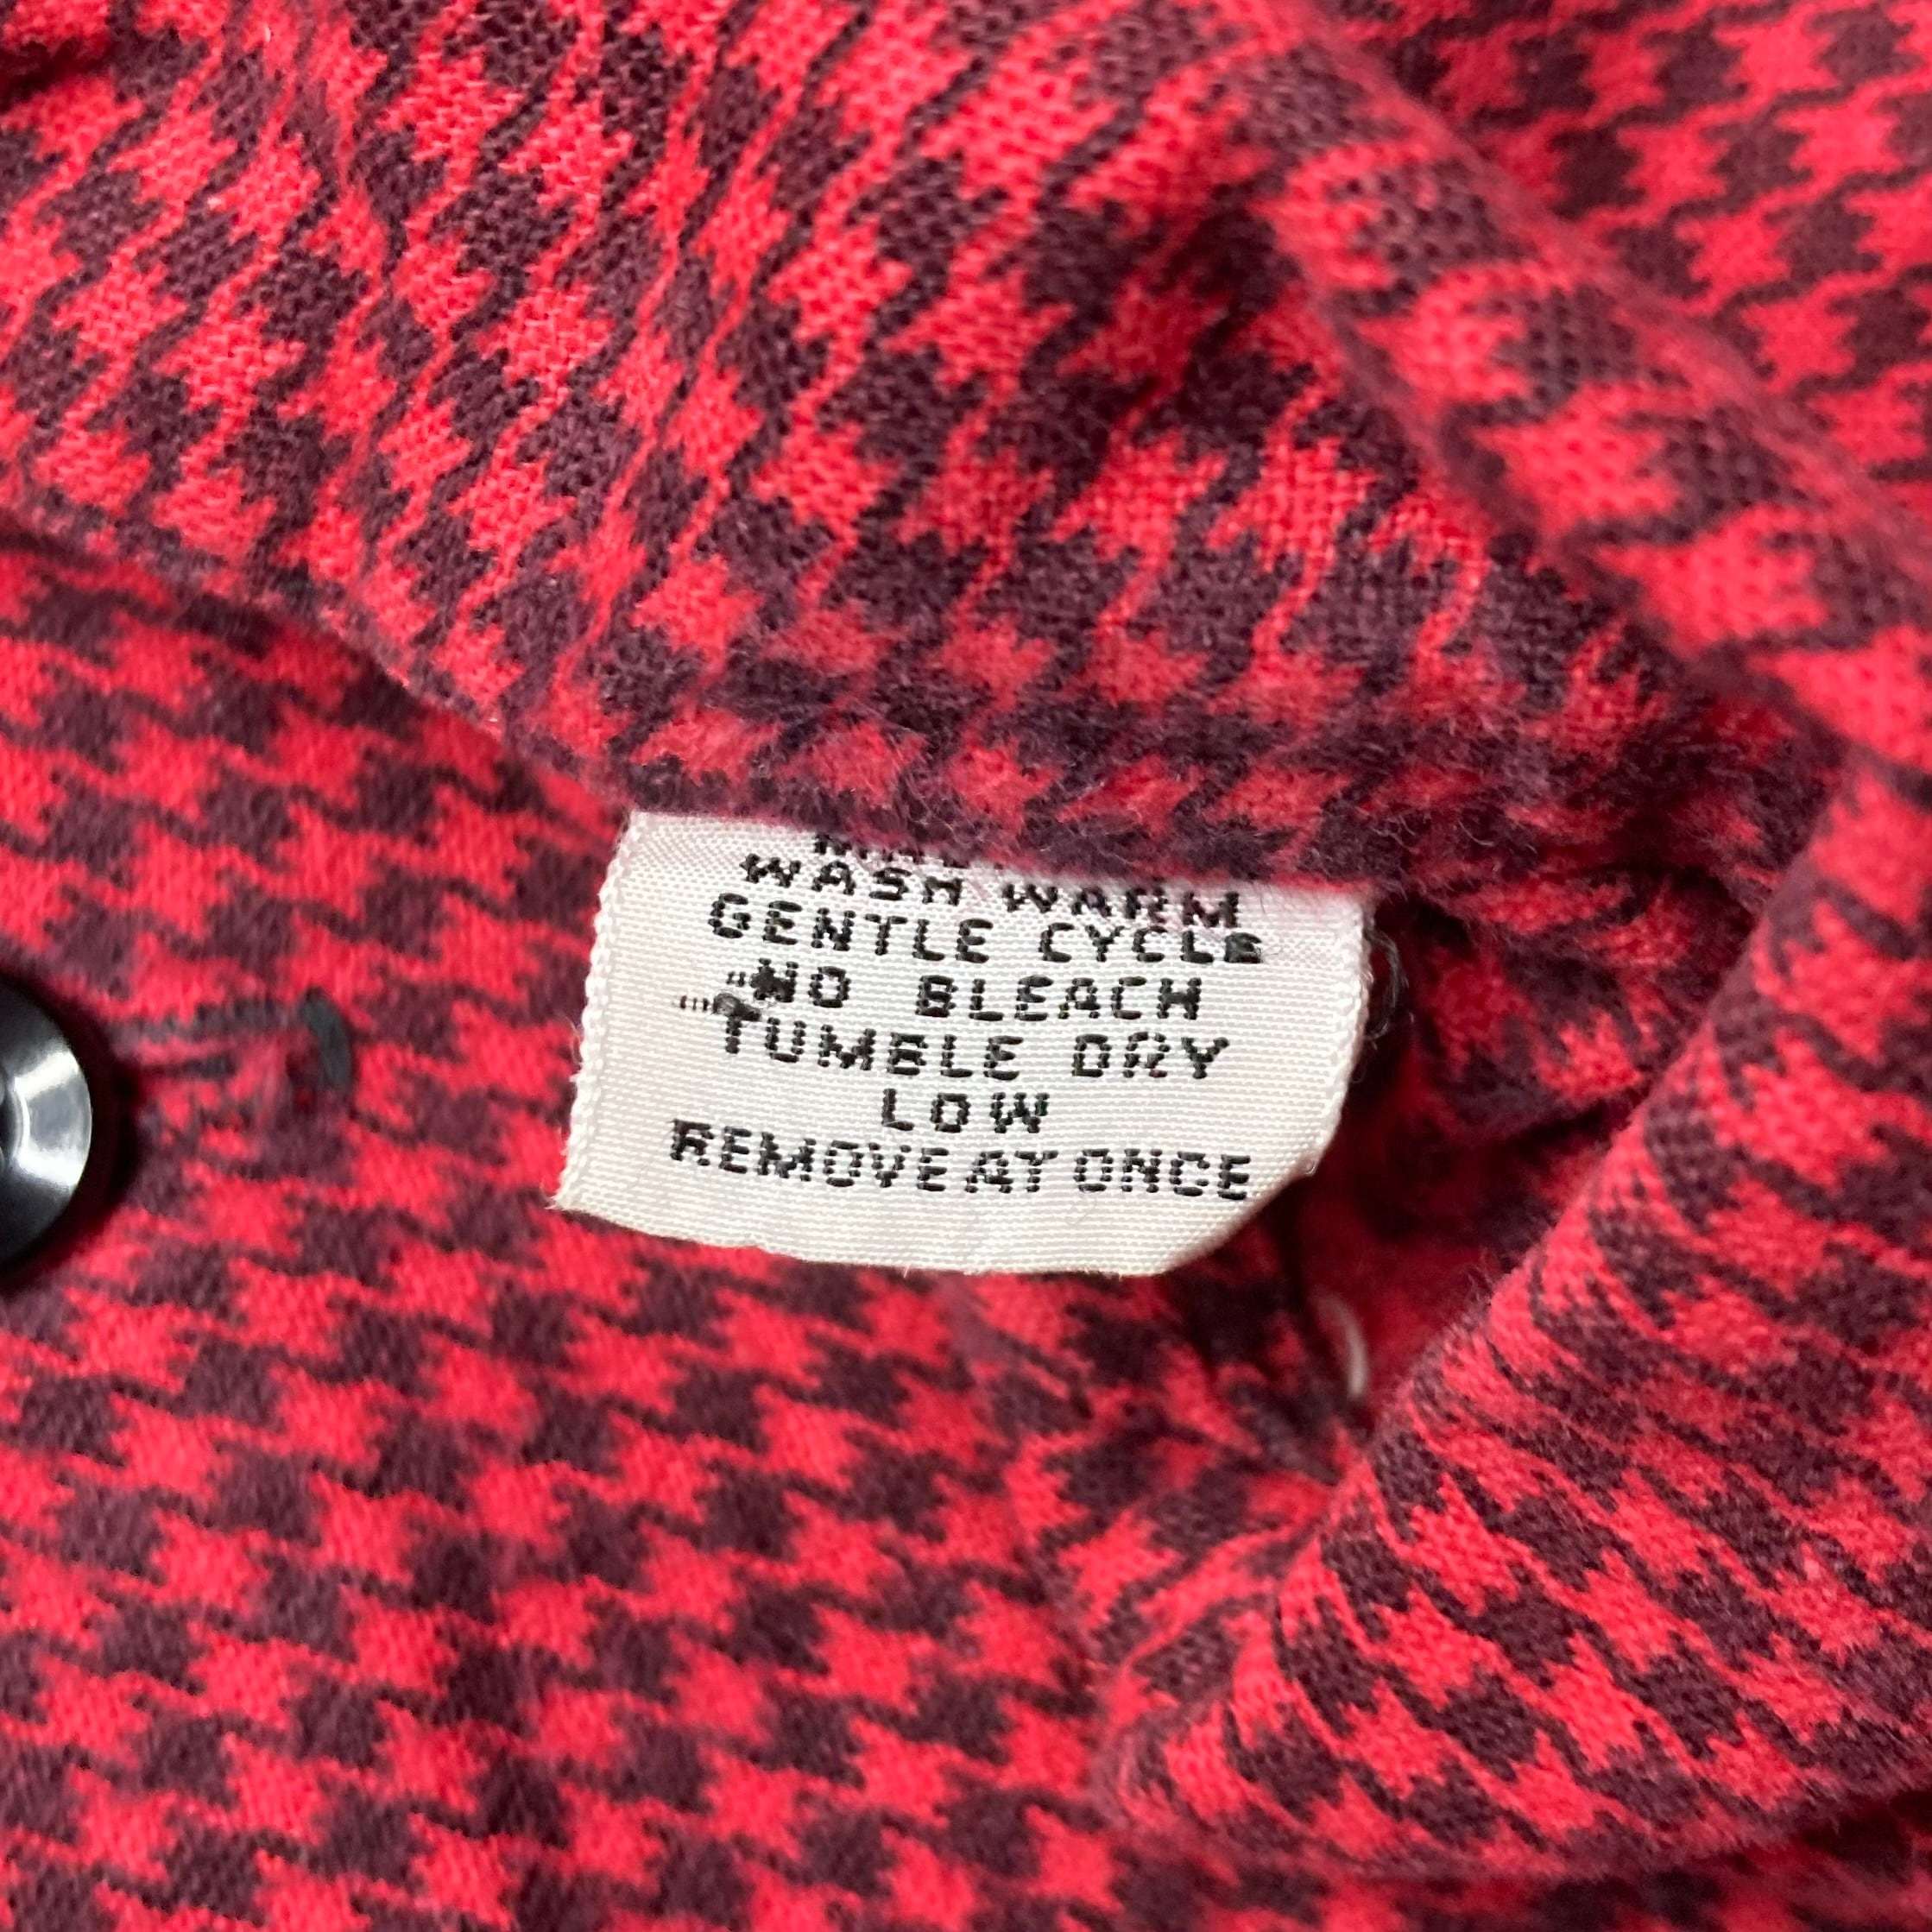 WASH WARM
GENTLE CYCLE
NO BLEACH
TUMBLE DRY
LOW
REMOVE AT ONCE